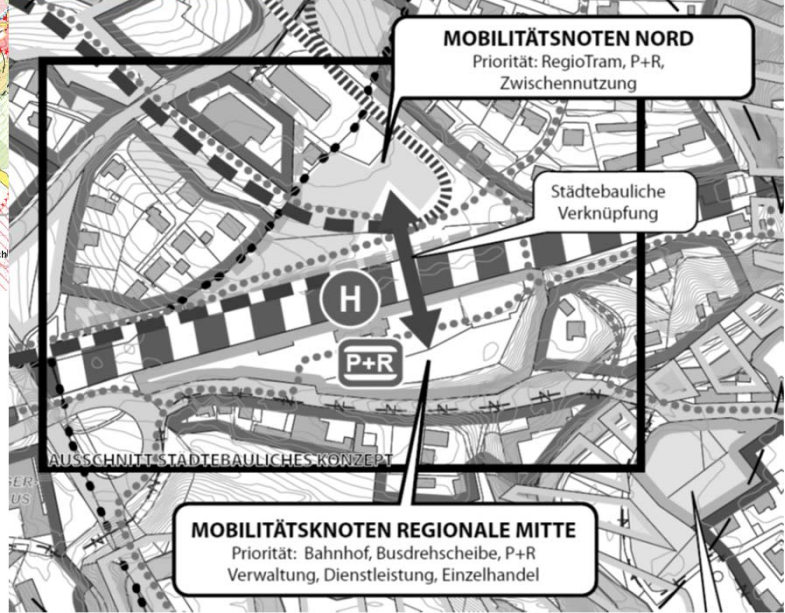 MOBILITÄTSNOTEN NORD
Priorität: RegioTram, P+R,
Zwischennutzung
Städtebauliche
Verknüpfung
H
P+R
AUSSCHNITT STÄDTEBAULICHES KONZEPT
MOBILITÄTSKNOTEN REGIONALE MITTE
Priorität: Bahnhof, Busdrehscheibe, P+R
Verwaltung, Dienstleistung, Einzelhandel